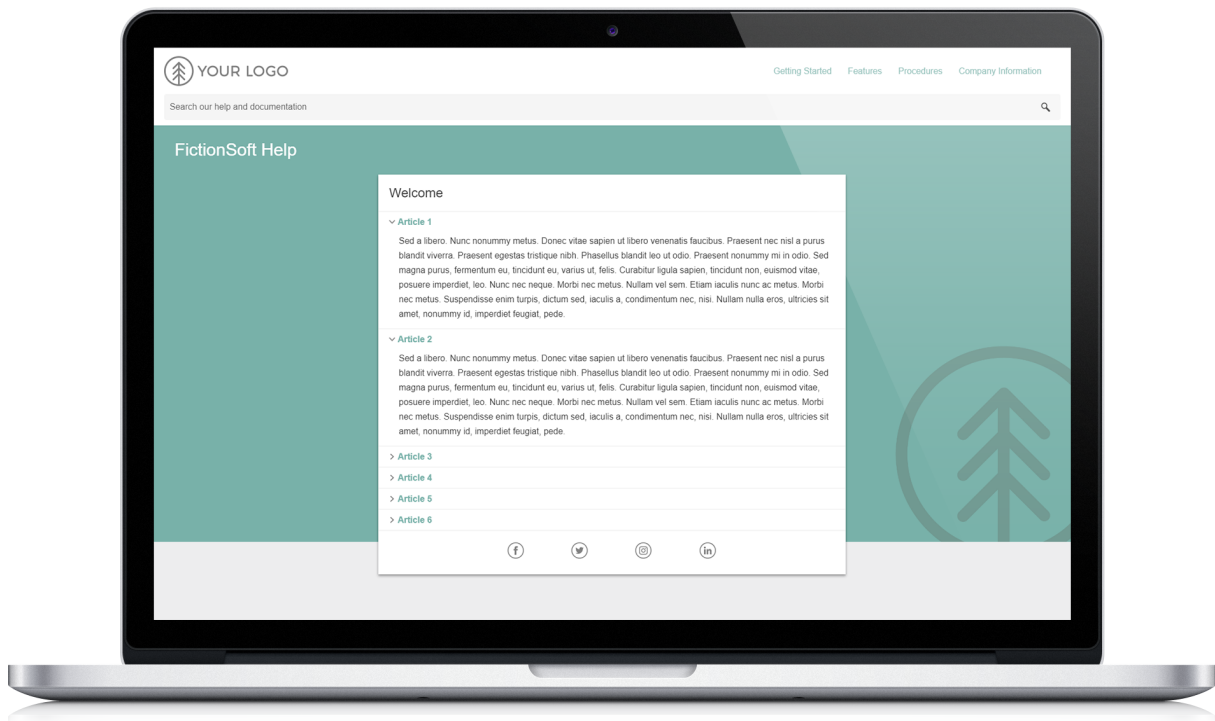 YOUR LOGO
Getting Started Features Procedures Company Information
Search our help and documentation
FictionSoft Help
Welcome
Article 1
Sed a libero. Nunc nonummy metus. Donec vitae sapien ut libero venenatis faucibus. Praesent nec nisl a purus
blandit viverra. Praesent egestas tristique nibh. Phasellus blandit leo ut odio. Praesent nonummy mi in odio. Sed
magna purus, fermentum eu, tincidunt eu, varius ut, felis. Curabitur ligula sapien, tincidunt non, euismod vitae,
posuere imperdiet, leo. Nunc nec neque. Morbi nec metus. Nullam vel sem. Etiam iaculis nunc ac metus. Morbi
nec metus. Suspendisse enim turpis, dictum sed, iaculis a, condimentum nec, nisi. Nullam nulla eros, ultricies sit
amet, nonummy id, imperdiet feugiat, pede.
Article 2
Sed a libero. Nunc nonummy metus. Donec vitae sapien ut libero venenatis faucibus. Praesent nec nisl a purus
blandit viverra. Praesent egestas tristique nibh. Phasellus blandit leo ut odio. Praesent nonummy mi in odio. Sed
magna purus, fermentum eu, tincidunt eu, varius ut, felis. Curabitur ligula sapien, tincidunt non, euismod vitae,
posuere imperdiet, leo. Nunc nec neque. Morbi nec metus. Nullam vel sem. Etiam iaculis nunc ac metus. Morbi
nec metus. Suspendisse enim turpis, dictum sed, iaculis a, condimentum nec, nisi. Nullam nulla eros, ultricies sit
amet, nonummy id, imperdiet feugiat, pede.
Article 3
Article 4
Article 5
Article 6